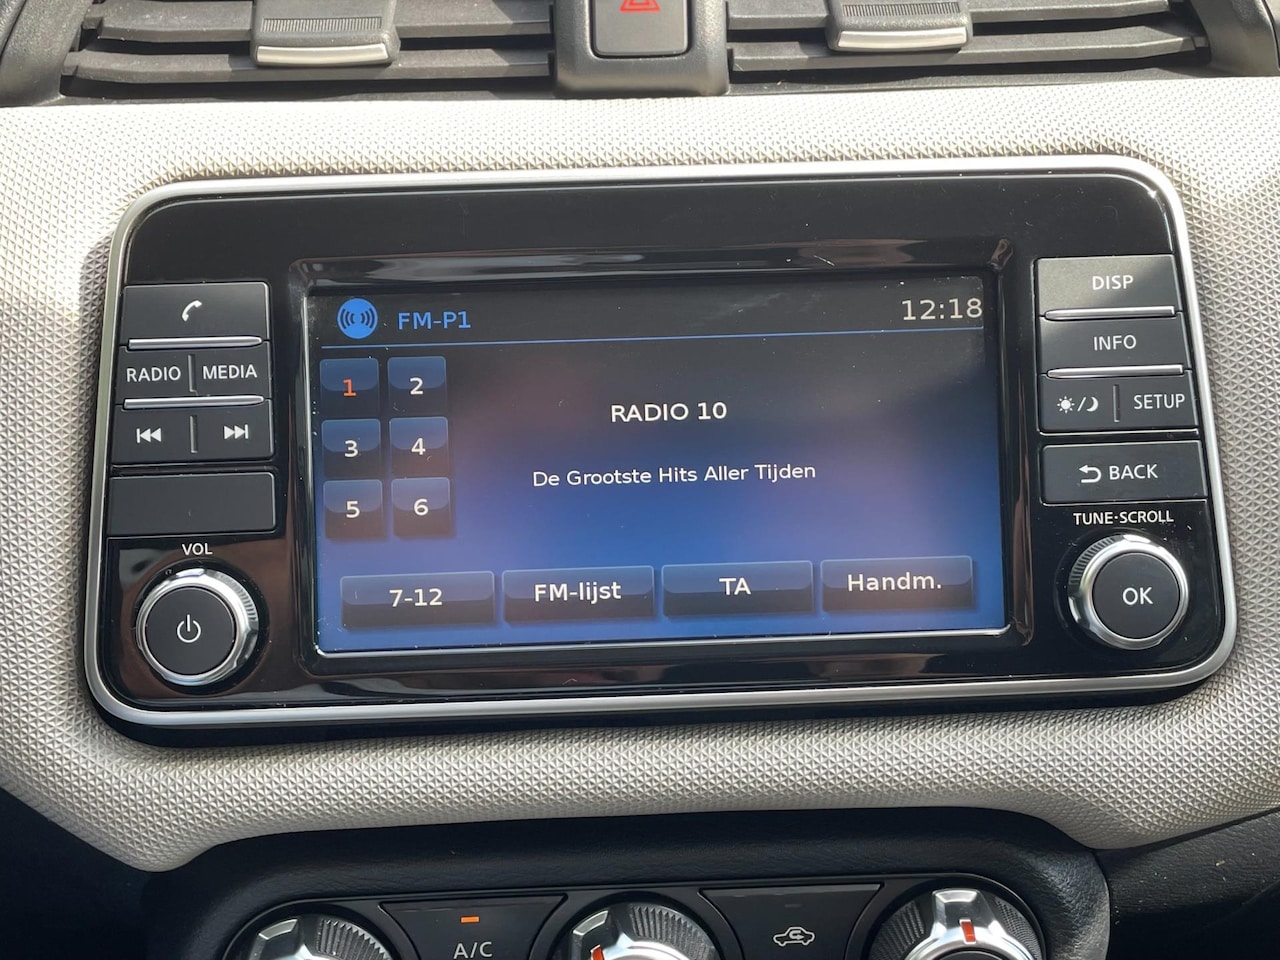 RADIO MEDIA
VOL
FM-P1 12:18
1 2
3 4
5 6
RADIO 10
De Grootste Hits Aller Tijden
7-12 FM-lijst TA Handm.
DISP
INFO
SETUP
BACK
TUNE·SCROLL
OK
A/C